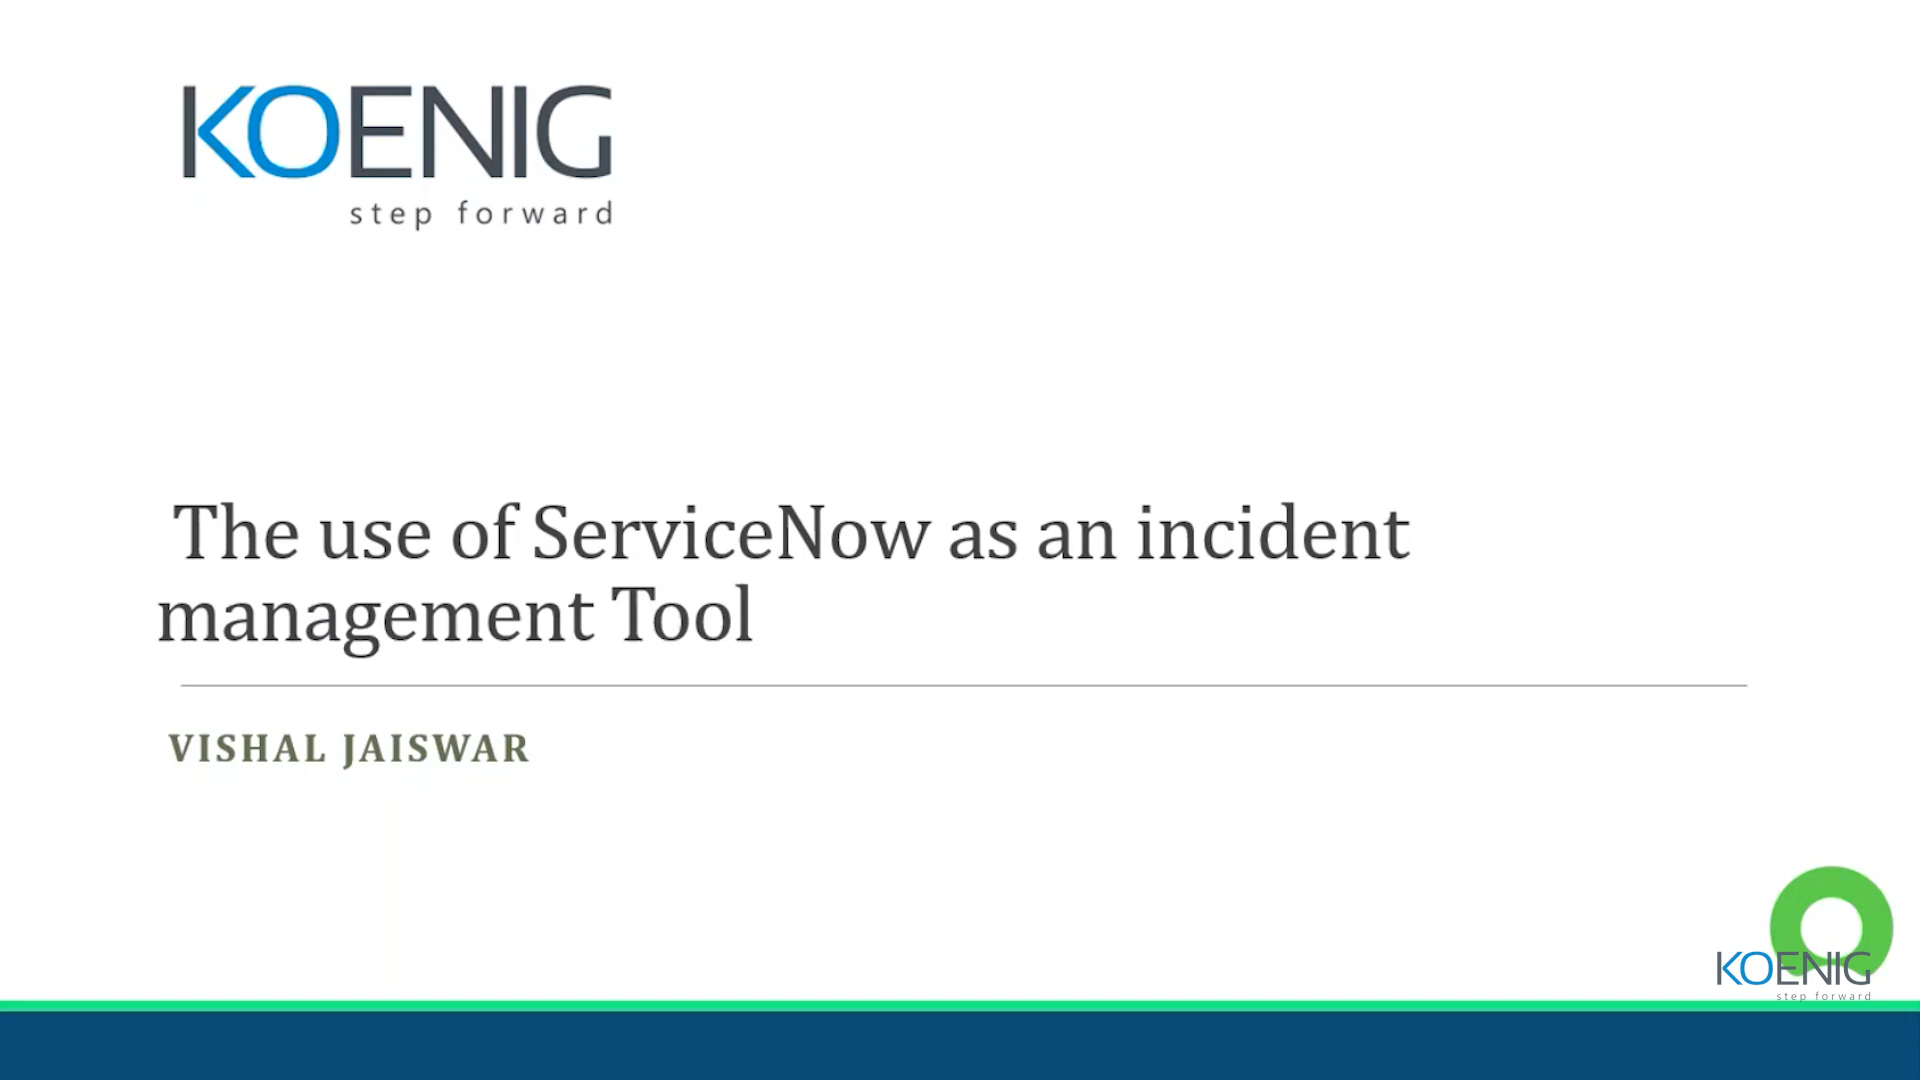 KOENIG
step forward
The use of ServiceNow as an incident
management Tool
VISHAL JAISWAR
KOENIG
step forward